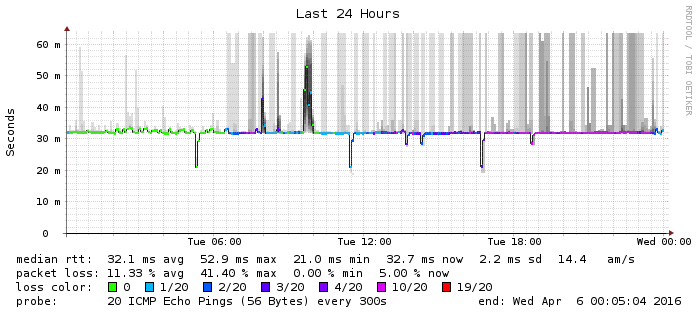 Last 24 Hours
RRDTOOL / TOBI OETIKER
Seconds
60 m
50 m
40 m
30 m
20 m
10 m
0
Tue 06:00 Tue 12:00 Tue 18:00 Wed 00:00
median rtt: 32.1 ms avg 52.9 ms max 21.0 ms min 32.7 ms now 2.2 ms sd 14.4 am/s
packet loss: 11.33 % avg 41.40 % max 0.00 % min 5.00 % now
loss color: 0 1/20 2/20 3/20 4/20 10/20 19/20
probe: 20 ICMP Echo Pings (56 Bytes) every 300s end: Wed Apr 6 00:05:04 2016